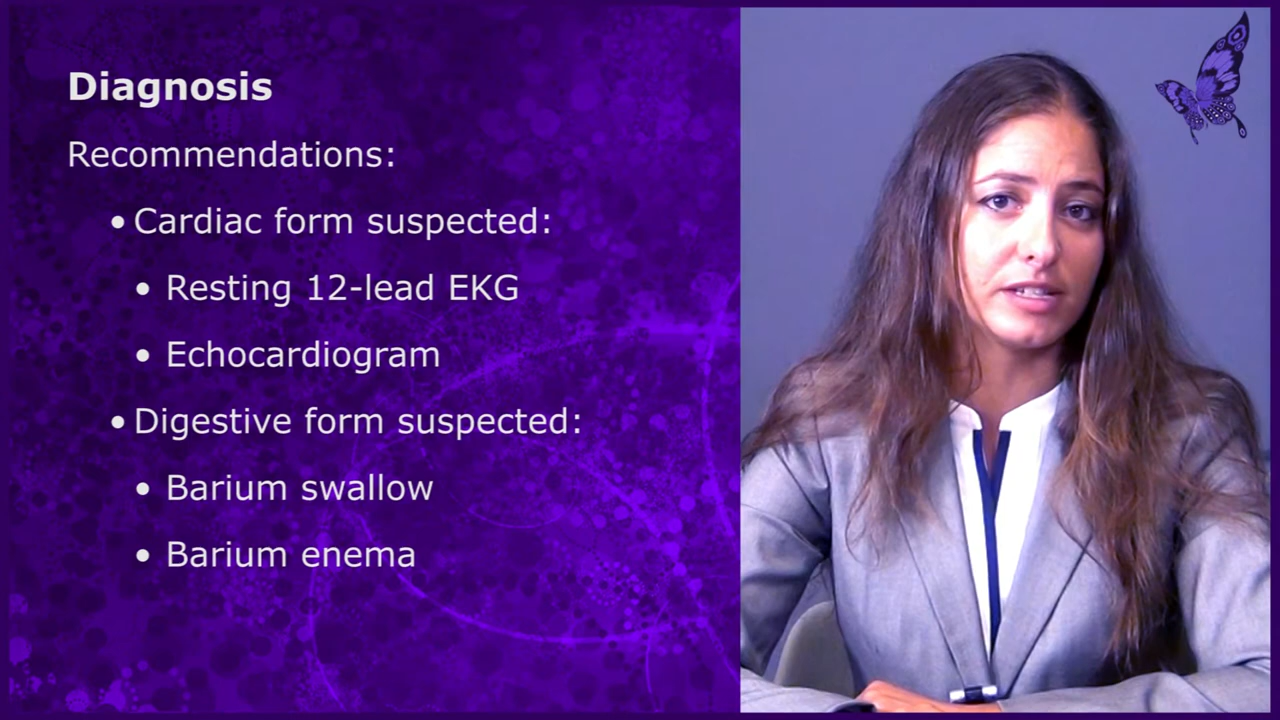 Diagnosis
Recommendations:
• Cardiac form suspected:
• Resting 12-lead EKG
• Echocardiogram
• Digestive form suspected:
• Barium swallow
• Barium enema